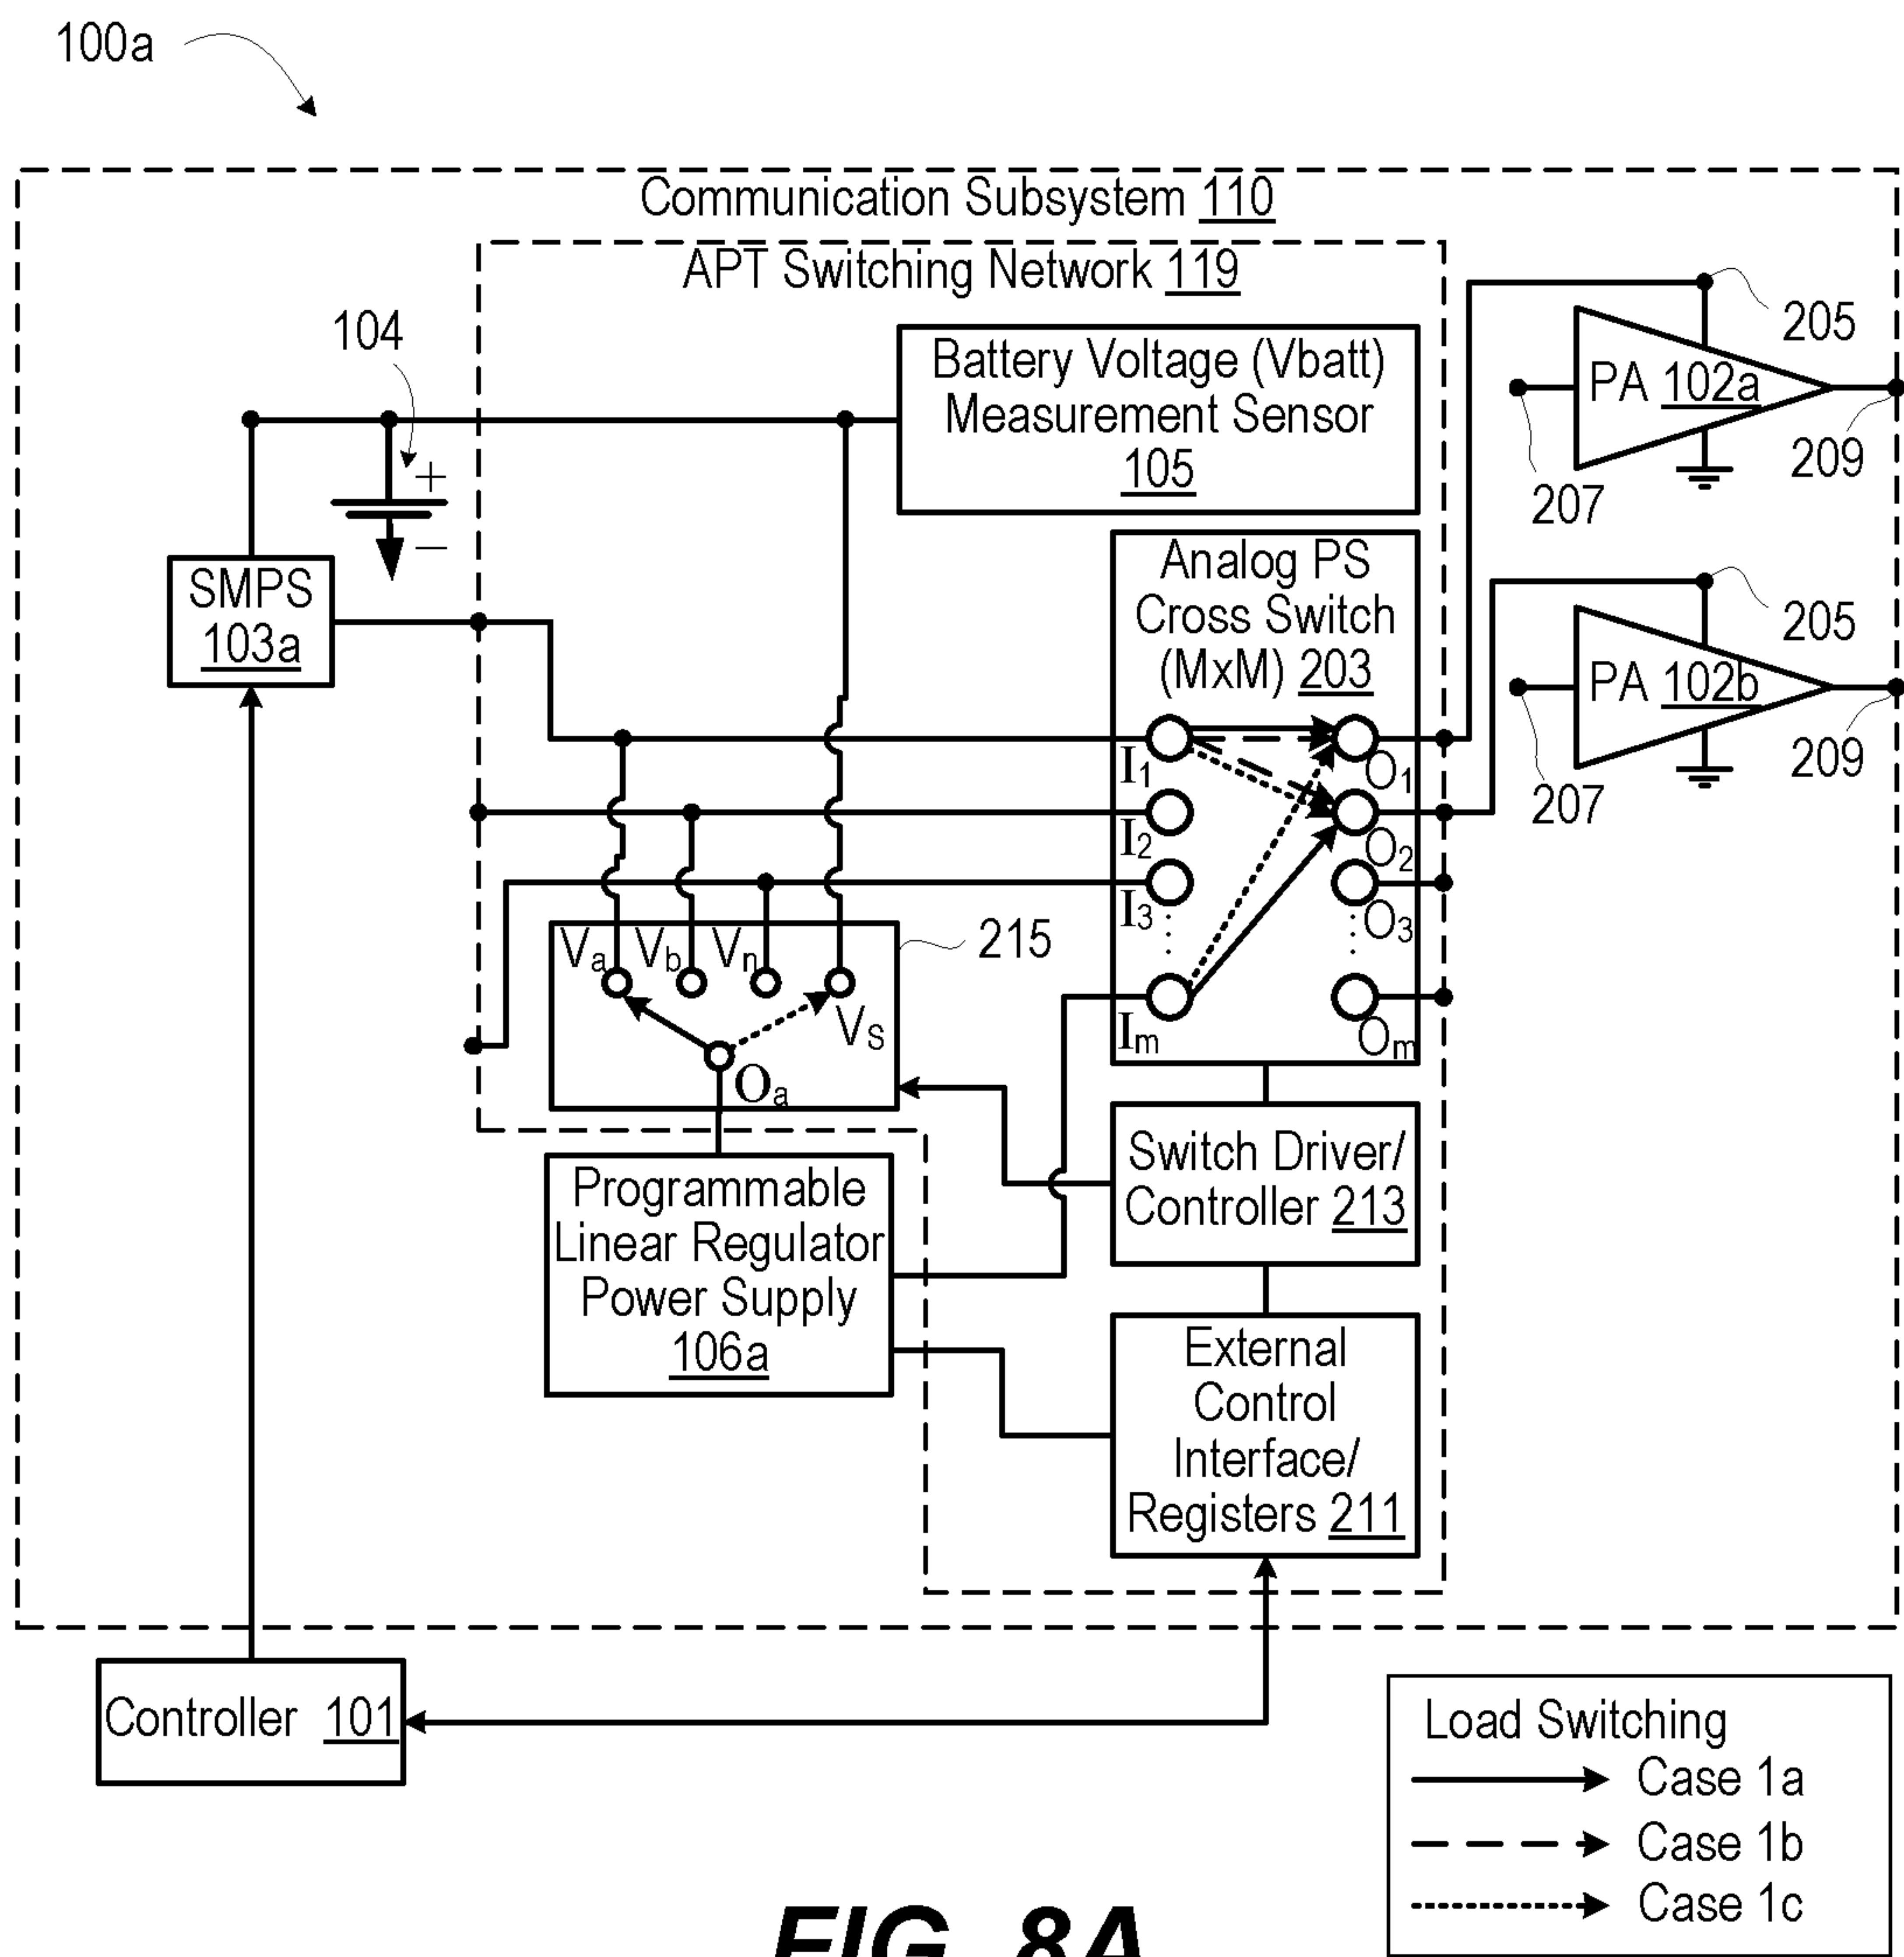 100a
Communication Subsystem 110
APT Switching Network 119
104
Battery Voltage (Vbatt)
Measurement Sensor
105
205
PA 102a
207
209
+
–
SMPS
103a
Analog PS
Cross Switch
(MxM) 203
205
PA 102b
207
209
I1
I2
I3
Im
O1
O2
O3
Om
Va
Vb
Vn
VS
Oa
215
Switch Driver/
Controller 213
Programmable
Linear Regulator
Power Supply
106a
External
Control
Interface/
Registers 211
Controller 101
Load Switching
Case 1a
Case 1b
Case 1c
FIG. 8A